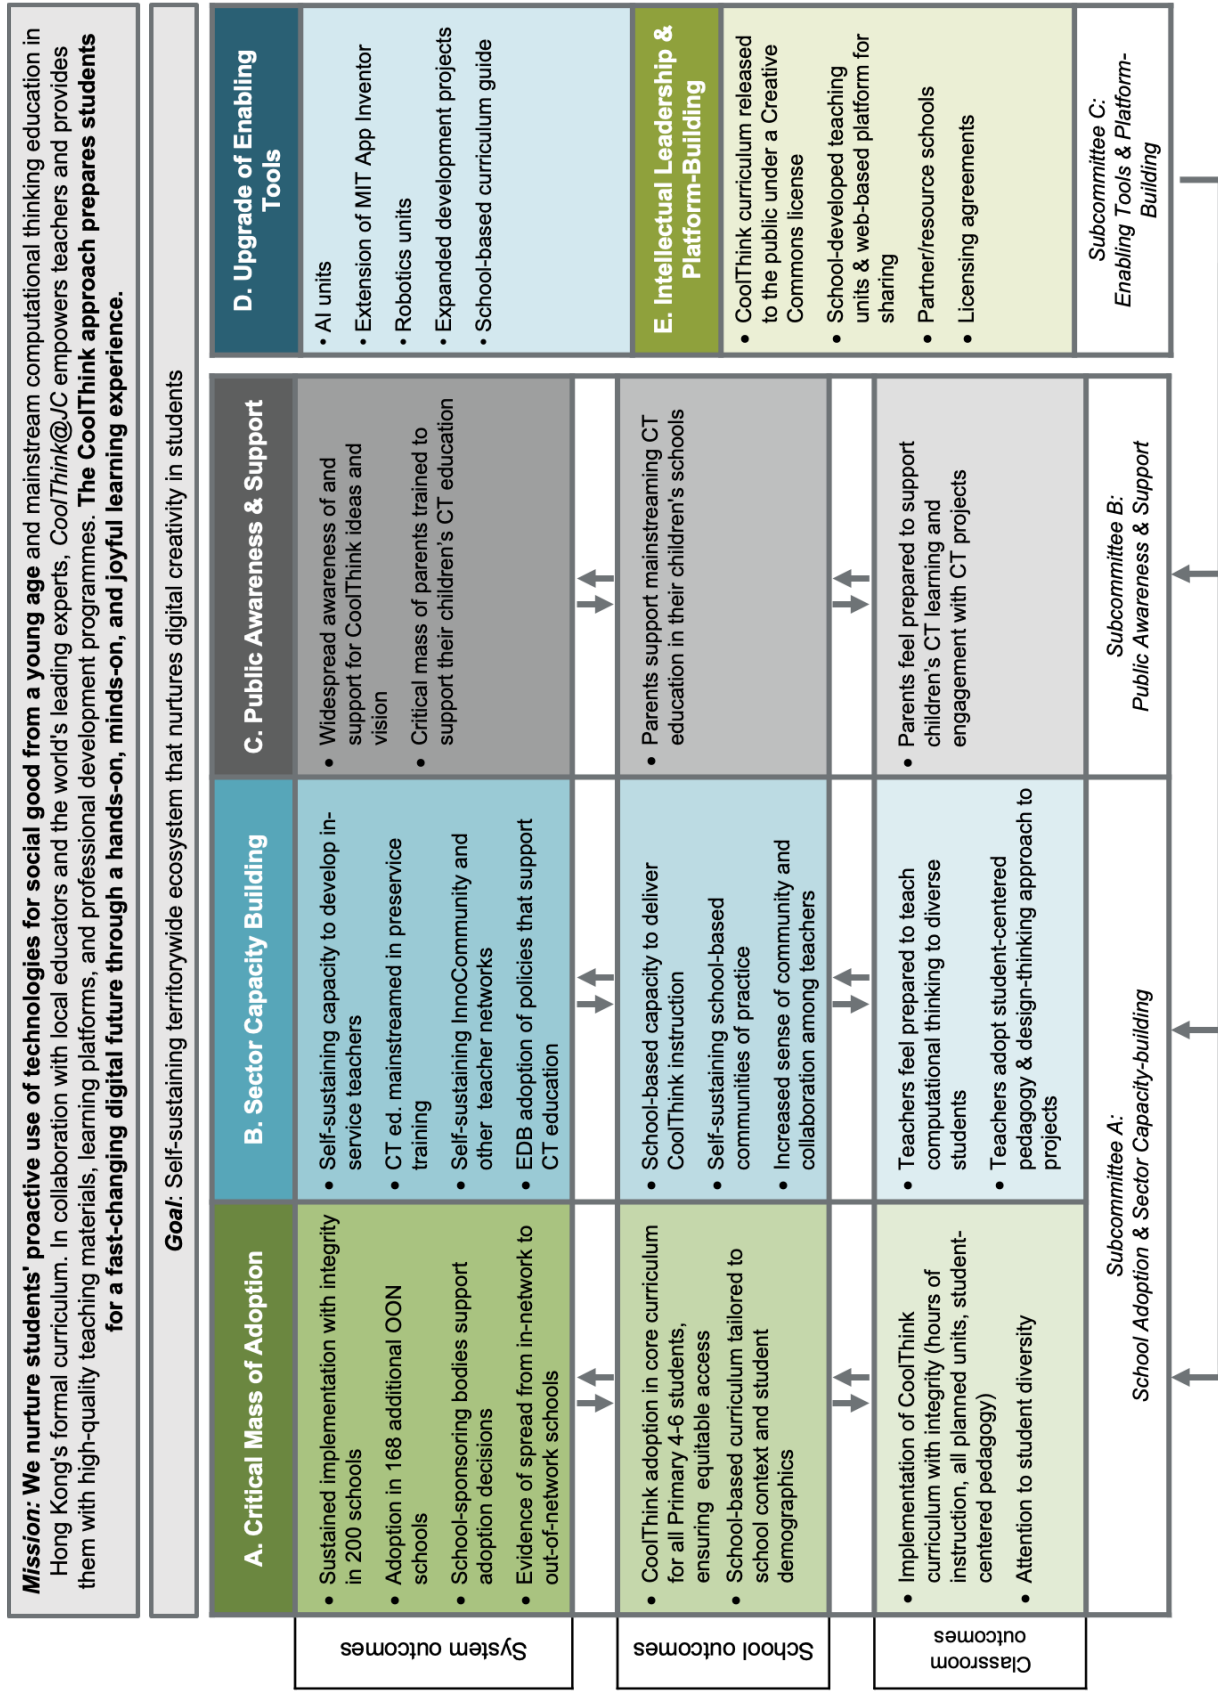 Mission: We nurture students' proactive use of technologies for social good from a young age and mainstream computational thinking education in
Hong Kong's formal curriculum. In collaboration with local educators and the world's leading experts, CoolThink@JC empowers teachers and provides
them with high-quality teaching materials, learning platforms, and professional development programmes. The CoolThink approach prepares students
for a fast-changing digital future through a hands-on, minds-on, and joyful learning experience.
Goal: Self-sustaining territorywide ecosystem that nurtures digital creativity in students
A. Critical Mass of Adoption
B. Sector Capacity Building
C. Public Awareness & Support
System outcomes
• Sustained implementation with integrity
in 200 schools
• Adoption in 168 additional OON
schools
• School-sponsoring bodies support
adoption decisions
• Evidence of spread from in-network to
out-of-network schools
• Self-sustaining capacity to develop in-
service teachers
• CT ed. mainstreamed in preservice
training
• Self-sustaining InnoCommunity and
other teacher networks
• EDB adoption of policies that support
CT education
• Widespread awareness of and
support for CoolThink ideas and
vision
• Critical mass of parents trained to
support their children's CT education
School outcomes
• CoolThink adoption in core curriculum
for all Primary 4-6 students,
ensuring equitable access
• School-based curriculum tailored to
school context and student
demographics
• School-based capacity to deliver
CoolThink instruction
• Self-sustaining school-based
communities of practice
• Increased sense of community and
collaboration among teachers
• Parents support mainstreaming CT
education in their children's schools
Classroom
outcomes
• Implementation of CoolThink
curriculum with integrity (hours of
instruction, all planned units, student-
centered pedagogy)
• Attention to student diversity
• Teachers feel prepared to teach
computational thinking to diverse
students
• Teachers adopt student-centered
pedagogy & design-thinking approach to
projects
• Parents feel prepared to support
children's CT learning and
engagement with CT projects
Subcommittee A:
School Adoption & Sector Capacity-building
Subcommittee B:
Public Awareness & Support
D. Upgrade of Enabling
Tools
• AI units
• Extension of MIT App Inventor
• Robotics units
• Expanded development projects
• School-based curriculum guide
E. Intellectual Leadership &
Platform-Building
• CoolThink curriculum released
to the public under a Creative
Commons license
• School-developed teaching
units & web-based platform for
sharing
• Partner/resource schools
• Licensing agreements
Subcommittee C:
Enabling Tools & Platform-
Building